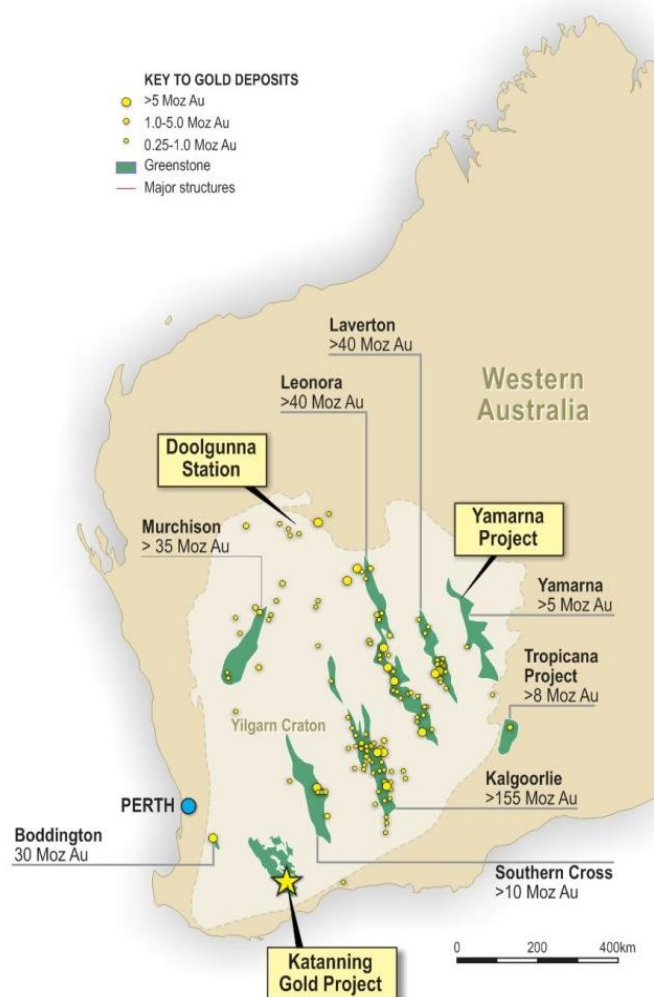 KEY TO GOLD DEPOSITS
>5 Moz Au
1.0-5.0 Moz Au
0.25-1.0 Moz Au
Greenstone
Major structures
Laverton
>40 Moz Au
Leonora
>40 Moz Au
Western
Australia
Doolgunna
Station
Murchison
> 35 Moz Au
Yamarna
Project
Yamarna
>5 Moz Au
Tropicana
Project
>8 Moz Au
Yilgarn Craton
Kalgoorlie
>155 Moz Au
PERTH
Boddington
30 Moz Au
Southern Cross
>10 Moz Au
Katanning
Gold Project
0 200 400km